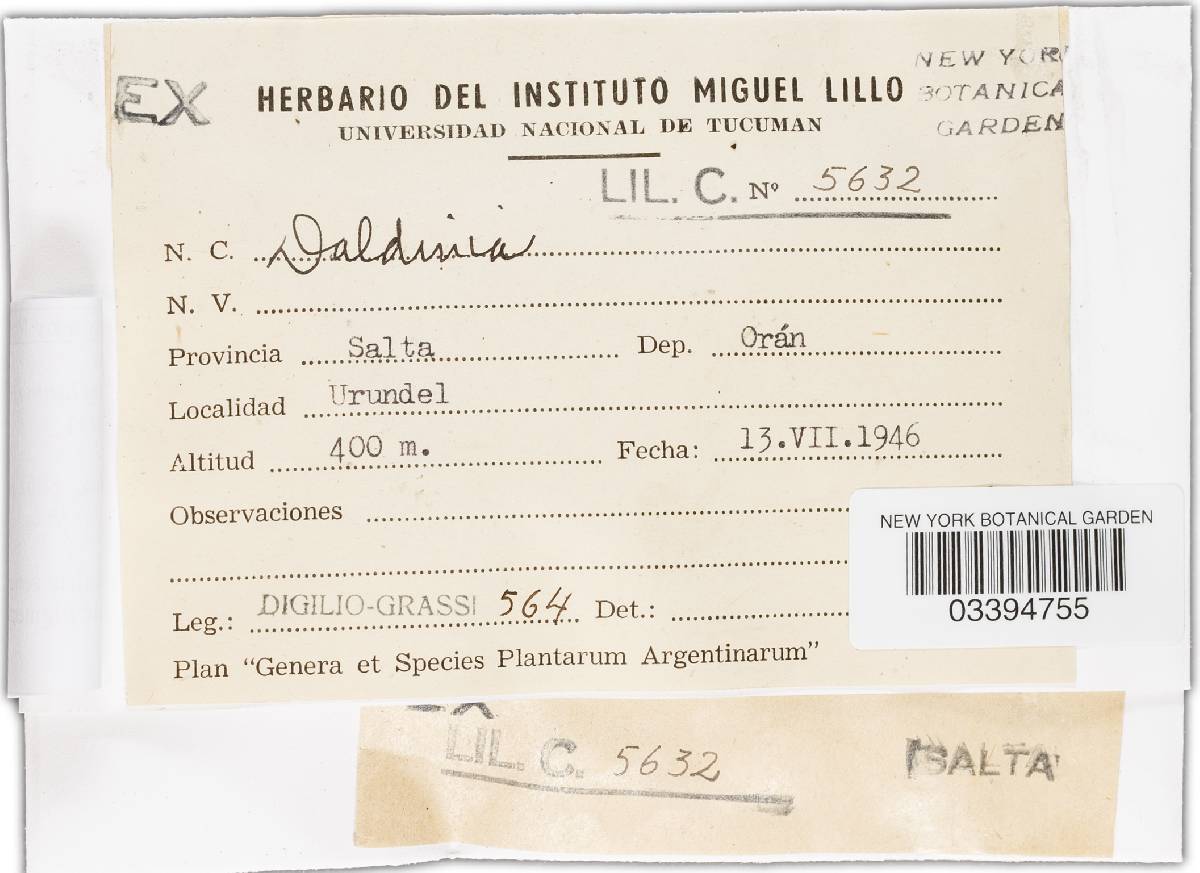 EX HERBARIO DEL INSTITUTO MIGUEL LILLO
UNIVERSIDAD NACIONAL DE TUCUMAN
NEW YORK
BOTANICA
GARDEN
LIL. C. Nº 5632
N. C. Daldinia
N. V.
Provincia Salta Dep. Orán
Localidad Urundel
Altitud 400 m. Fecha: 13.VII.1946
Observaciones
Leg.: DIGILIO-GRASSI 564 Det.:
Plan "Genera et Species Plantarum Argentinarum"
NEW YORK BOTANICAL GARDEN
03394755
EX
LIL. C. 5632 SALTA